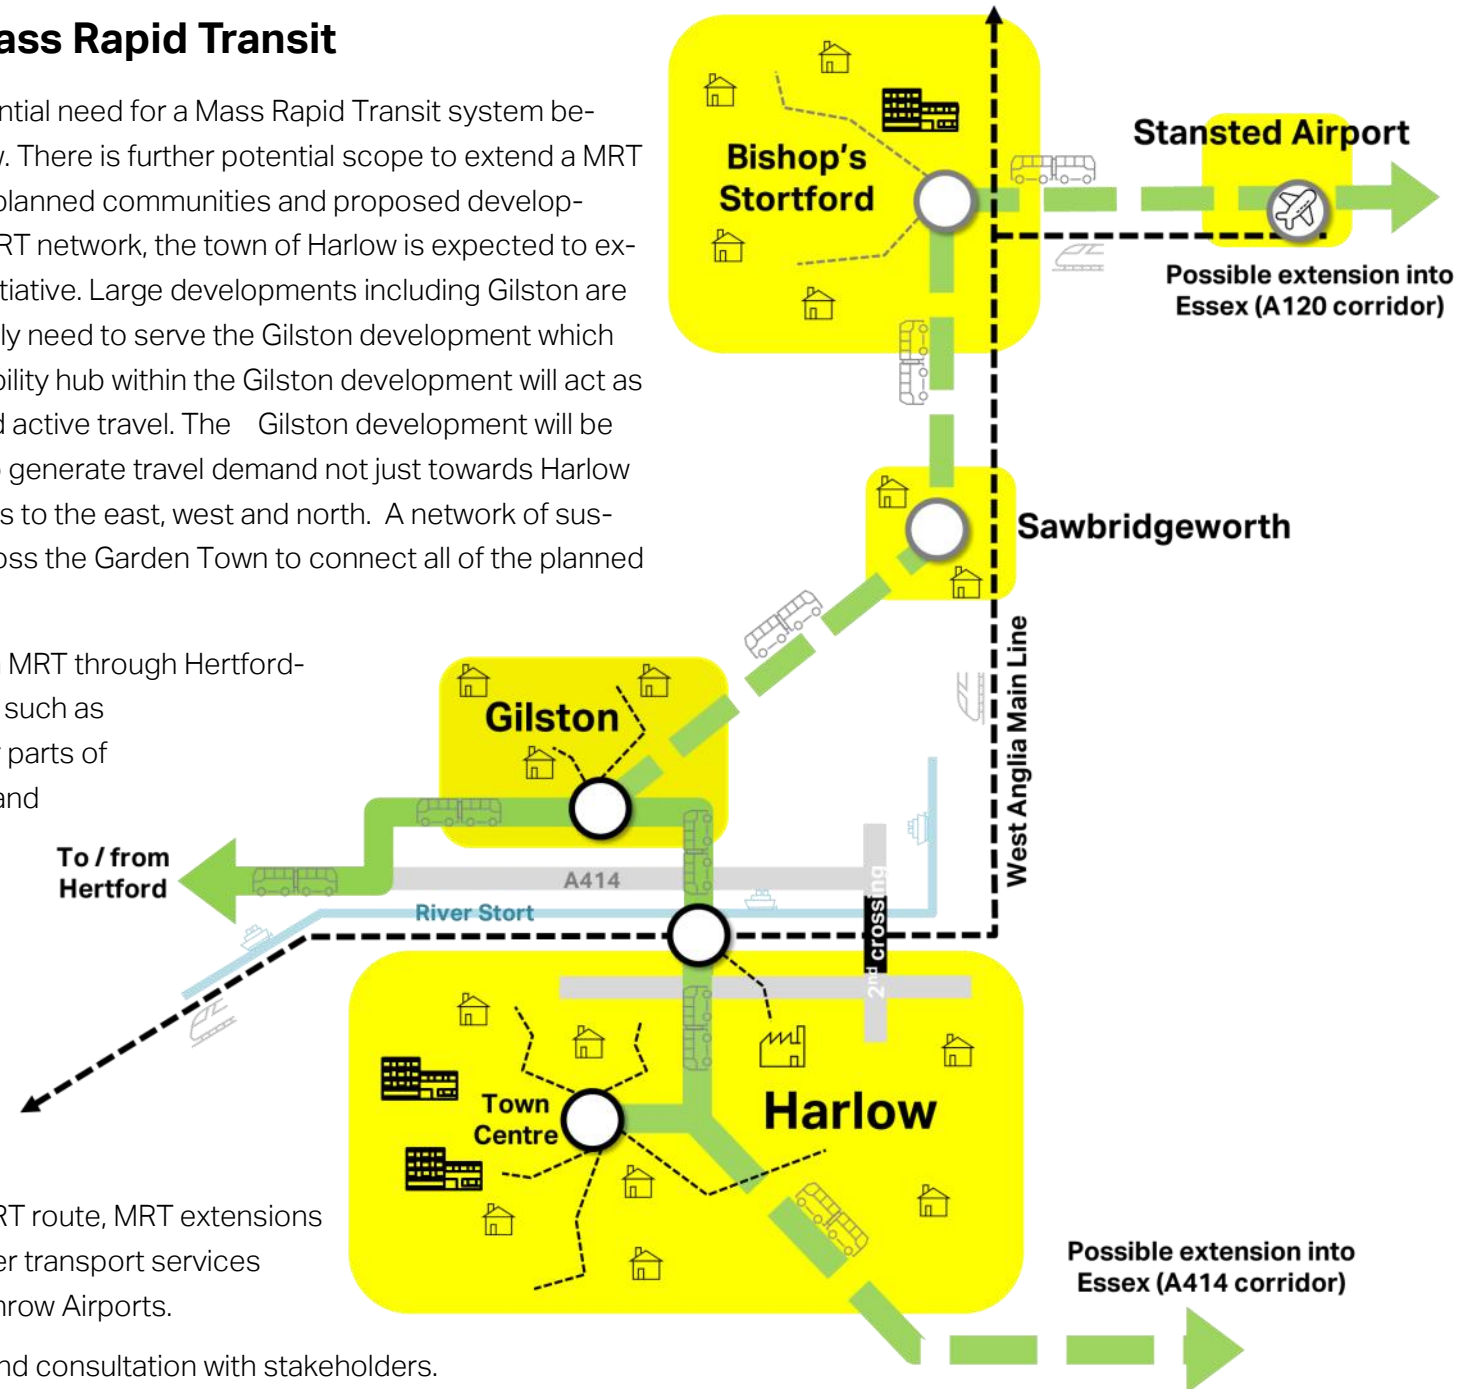 ass Rapid Transit
ntial need for a Mass Rapid Transit system be-
w. There is further potential scope to extend a MRT
planned communities and proposed develop-
RT network, the town of Harlow is expected to ex-
tiative. Large developments including Gilston are
ly need to serve the Gilston development which
bility hub within the Gilston development will act as
d active travel. The Gilston development will be
o generate travel demand not just towards Harlow
s to the east, west and north. A network of sus-
oss the Garden Town to connect all of the planned
n MRT through Hertford-
such as
r parts of
and
RT route, MRT extensions
er transport services
hrow Airports.
nd consultation with stakeholders.
Bishop's
Stortford
Stansted Airport
Possible extension into
Essex (A120 corridor)
Sawbridgeworth
West Anglia Main Line
Gilston
To / from
Hertford
A414
River Stort
2nd crossing
Town
Centre
Harlow
Possible extension into
Essex (A414 corridor)